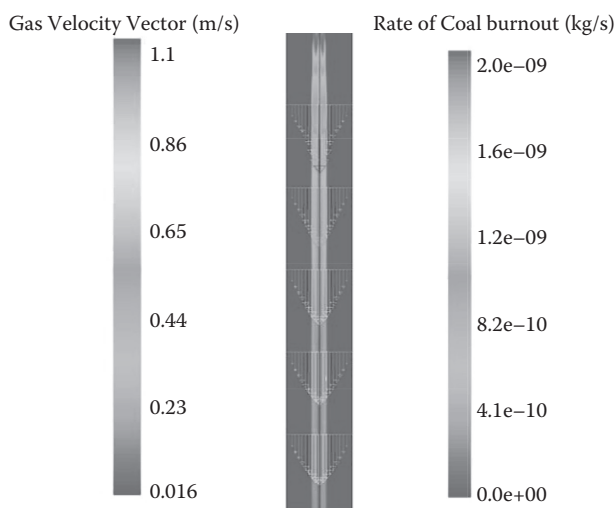 Gas Velocity Vector (m/s)
1.1
0.86
0.65
0.44
0.23
0.016
Rate of Coal burnout (kg/s)
2.0e−09
1.6e−09
1.2e−09
8.2e−10
4.1e−10
0.0e+00